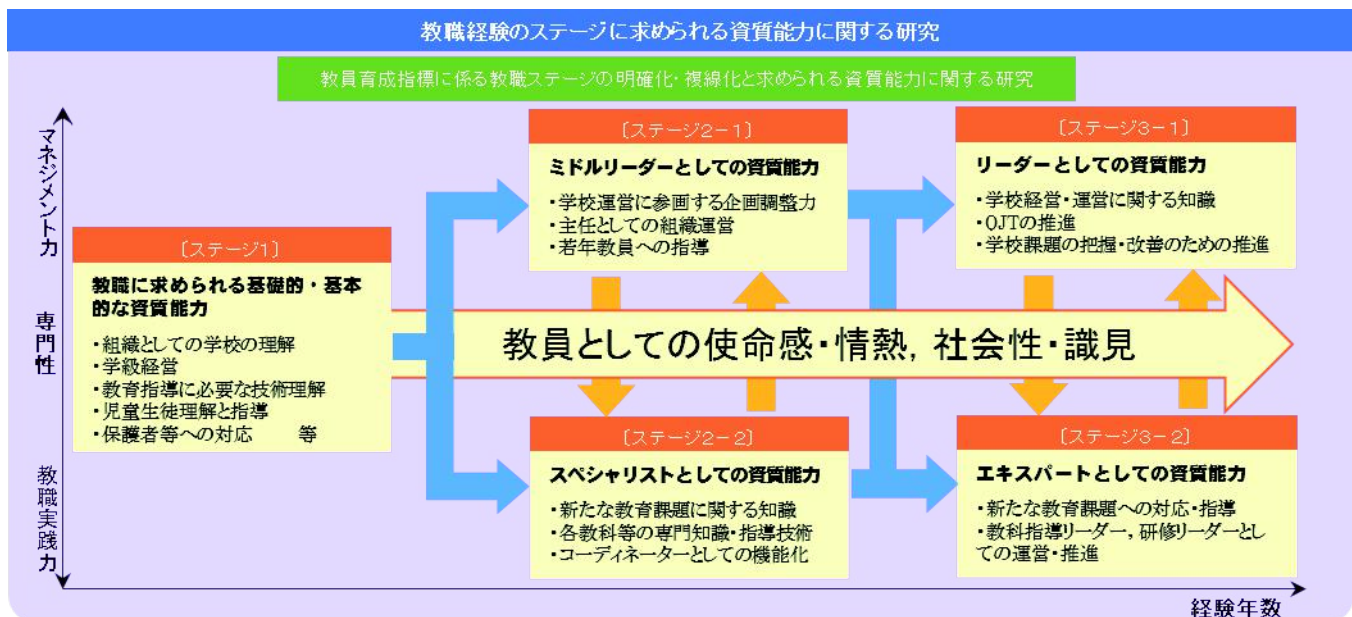 教職経験のステージに求められる資質能力に関する研究
教員育成指標に係る教職ステージの明確化・複線化と求められる資質能力に関する研究
マネジメント力
専門性
教職実践力
〔ステージ1〕
教職に求められる基礎的・基本
的な資質能力
・組織としての学校の理解
・学級経営
・教育指導に必要な技術理解
・児童生徒理解と指導
・保護者等への対応　　等
〔ステージ2-1〕
ミドルリーダーとしての資質能力
・学校運営に参画する企画調整力
・主任としての組織運営
・若年教員への指導
〔ステージ3-1〕
リーダーとしての資質能力
・学校経営・運営に関する知識
・OJTの推進
・学校課題の把握・改善のための推進
教員としての使命感・情熱，社会性・識見
〔ステージ2-2〕
スペシャリストとしての資質能力
・新たな教育課題に関する知識
・各教科等の専門知識・指導技術
・コーディネーターとしての機能化
〔ステージ3-2〕
エキスパートとしての資質能力
・新たな教育課題への対応・指導
・教科指導リーダー，研修リーダーとし
ての運営・推進
経験年数